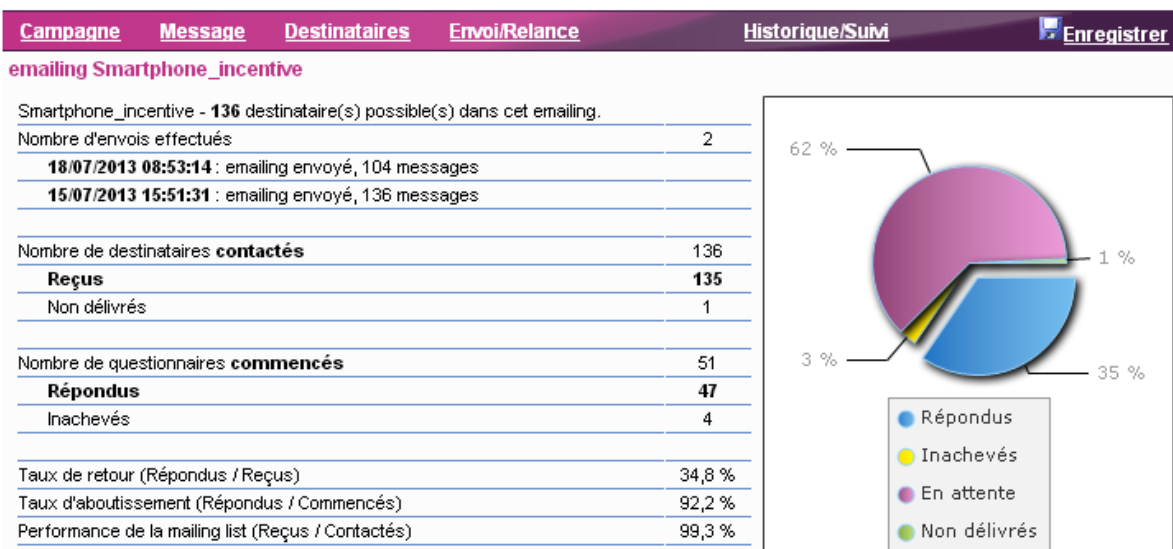 Campagne Message Destinataires Envoi/Relance Historique/Suivi Enregistrer
emailing Smartphone_incentive
Smartphone_incentive - 136 destinataire(s) possible(s) dans cet emailing.
Nombre d'envois effectués 2
18/07/2013 08:53:14 : emailing envoyé, 104 messages
15/07/2013 15:51:31 : emailing envoyé, 136 messages
Nombre de destinataires contactés 136
Reçus 135
Non délivrés 1
Nombre de questionnaires commencés 51
Répondus 47
Inachevés 4
Taux de retour (Répondus / Reçus) 34,8 %
Taux d'aboutissement (Répondus / Commencés) 92,2 %
Performance de la mailing list (Reçus / Contactés) 99,3 %
62 %
1 %
3 %
35 %
Répondus
Inachevés
En attente
Non délivrés